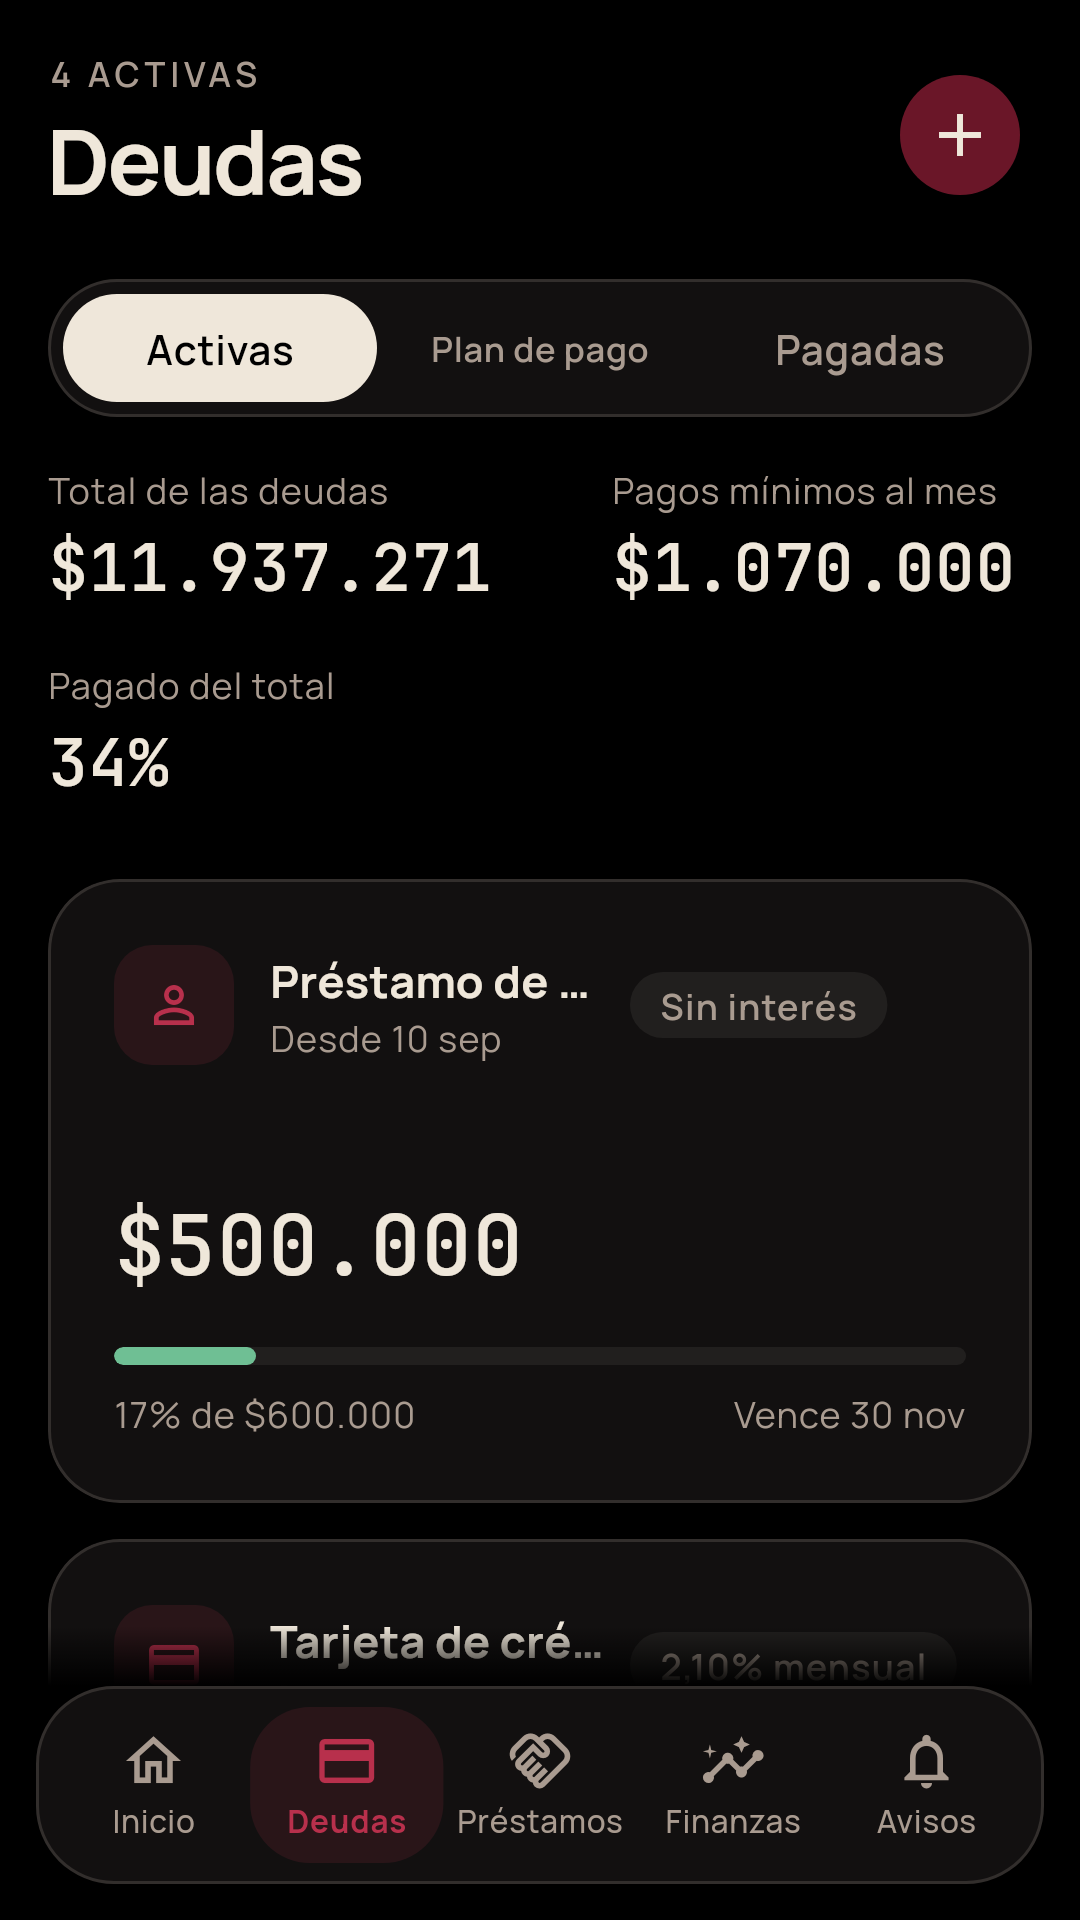 4 ACTIVAS
Deudas
Activas
Plan de pago
Pagadas
Total de las deudas
$11.937.271
Pagos mínimos al mes
$1.070.000
Pagado del total
34%
Préstamo de ...
Sin interés
Desde 10 sep
$500.000
17% de $600.000
Vence 30 nov
Tarjeta de cré...
2,10% mensual
Inicio
Deudas
Préstamos
Finanzas
Avisos